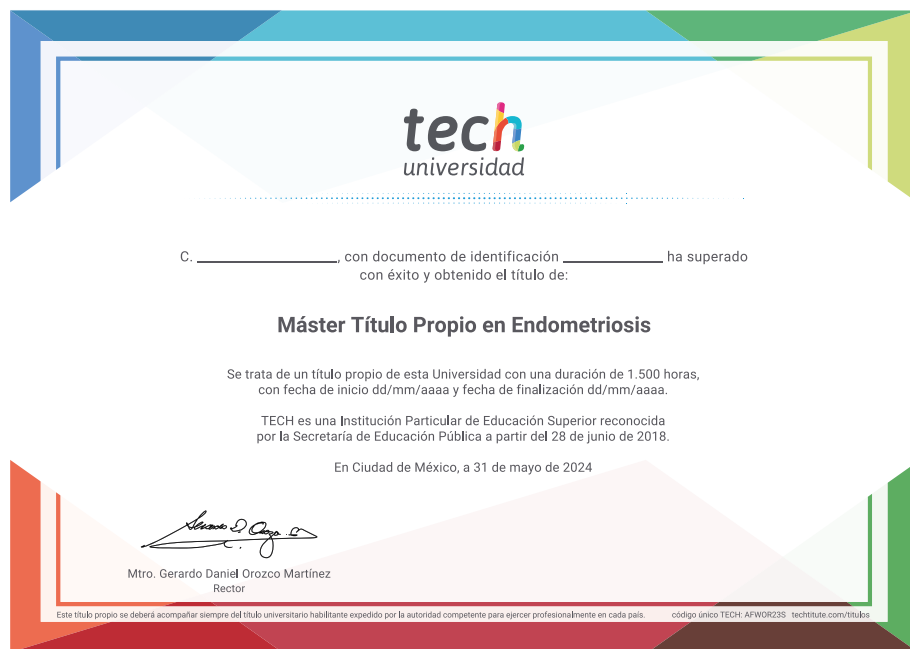 tech
universidad
C. ________________, con documento de identificación ____________ ha superado
con éxito y obtenido el título de:
Máster Título Propio en Endometriosis
Se trata de un título propio de esta Universidad con una duración de 1.500 horas,
con fecha de inicio dd/mm/aaaa y fecha de finalización dd/mm/aaaa.
TECH es una Institución Particular de Educación Superior reconocida
por la Secretaría de Educación Pública a partir del 28 de junio de 2018.
En Ciudad de México, a 31 de mayo de 2024
Mtro. Gerardo Daniel Orozco Martínez
Rector
Este título propio se deberá acompañar siempre del título universitario habilitante expedido por la autoridad competente para ejercer profesionalmente en cada país. código único TECH: AFWOR23S techtitute.com/titulos